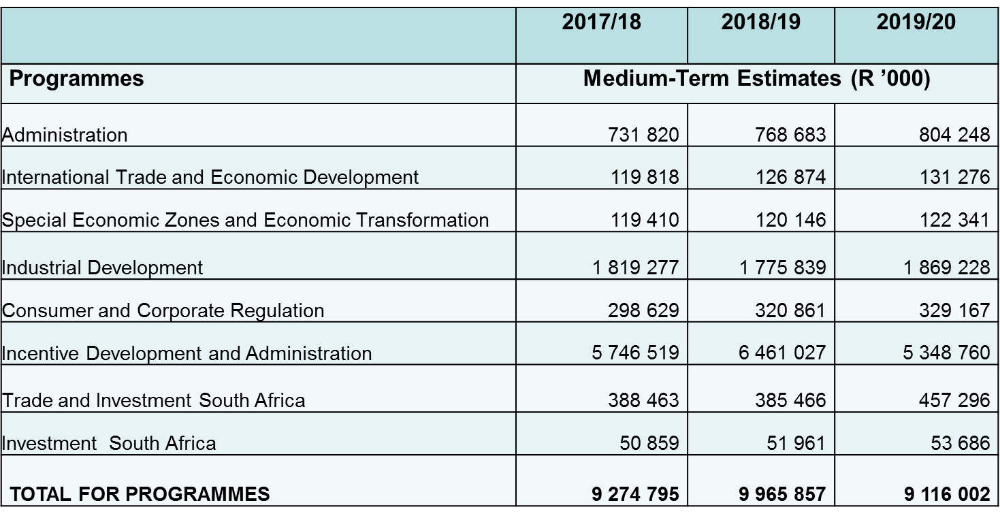 2017/18 2018/19 2019/20
Programmes Medium-Term Estimates (R ’000)
Administration 731 820 768 683 804 248
International Trade and Economic Development 119 818 126 874 131 276
Special Economic Zones and Economic Transformation 119 410 120 146 122 341
Industrial Development 1 819 277 1 775 839 1 869 228
Consumer and Corporate Regulation 298 629 320 861 329 167
Incentive Development and Administration 5 746 519 6 461 027 5 348 760
Trade and Investment South Africa 388 463 385 466 457 296
Investment South Africa 50 859 51 961 53 686
TOTAL FOR PROGRAMMES 9 274 795 9 965 857 9 116 002